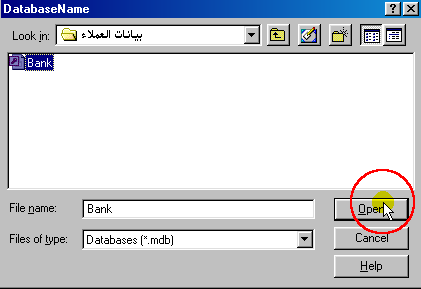 DatabaseName
Look in: بيانات العملاء
Bank
File name: Bank Open
Files of type: Databases (*.mdb) Cancel
Help